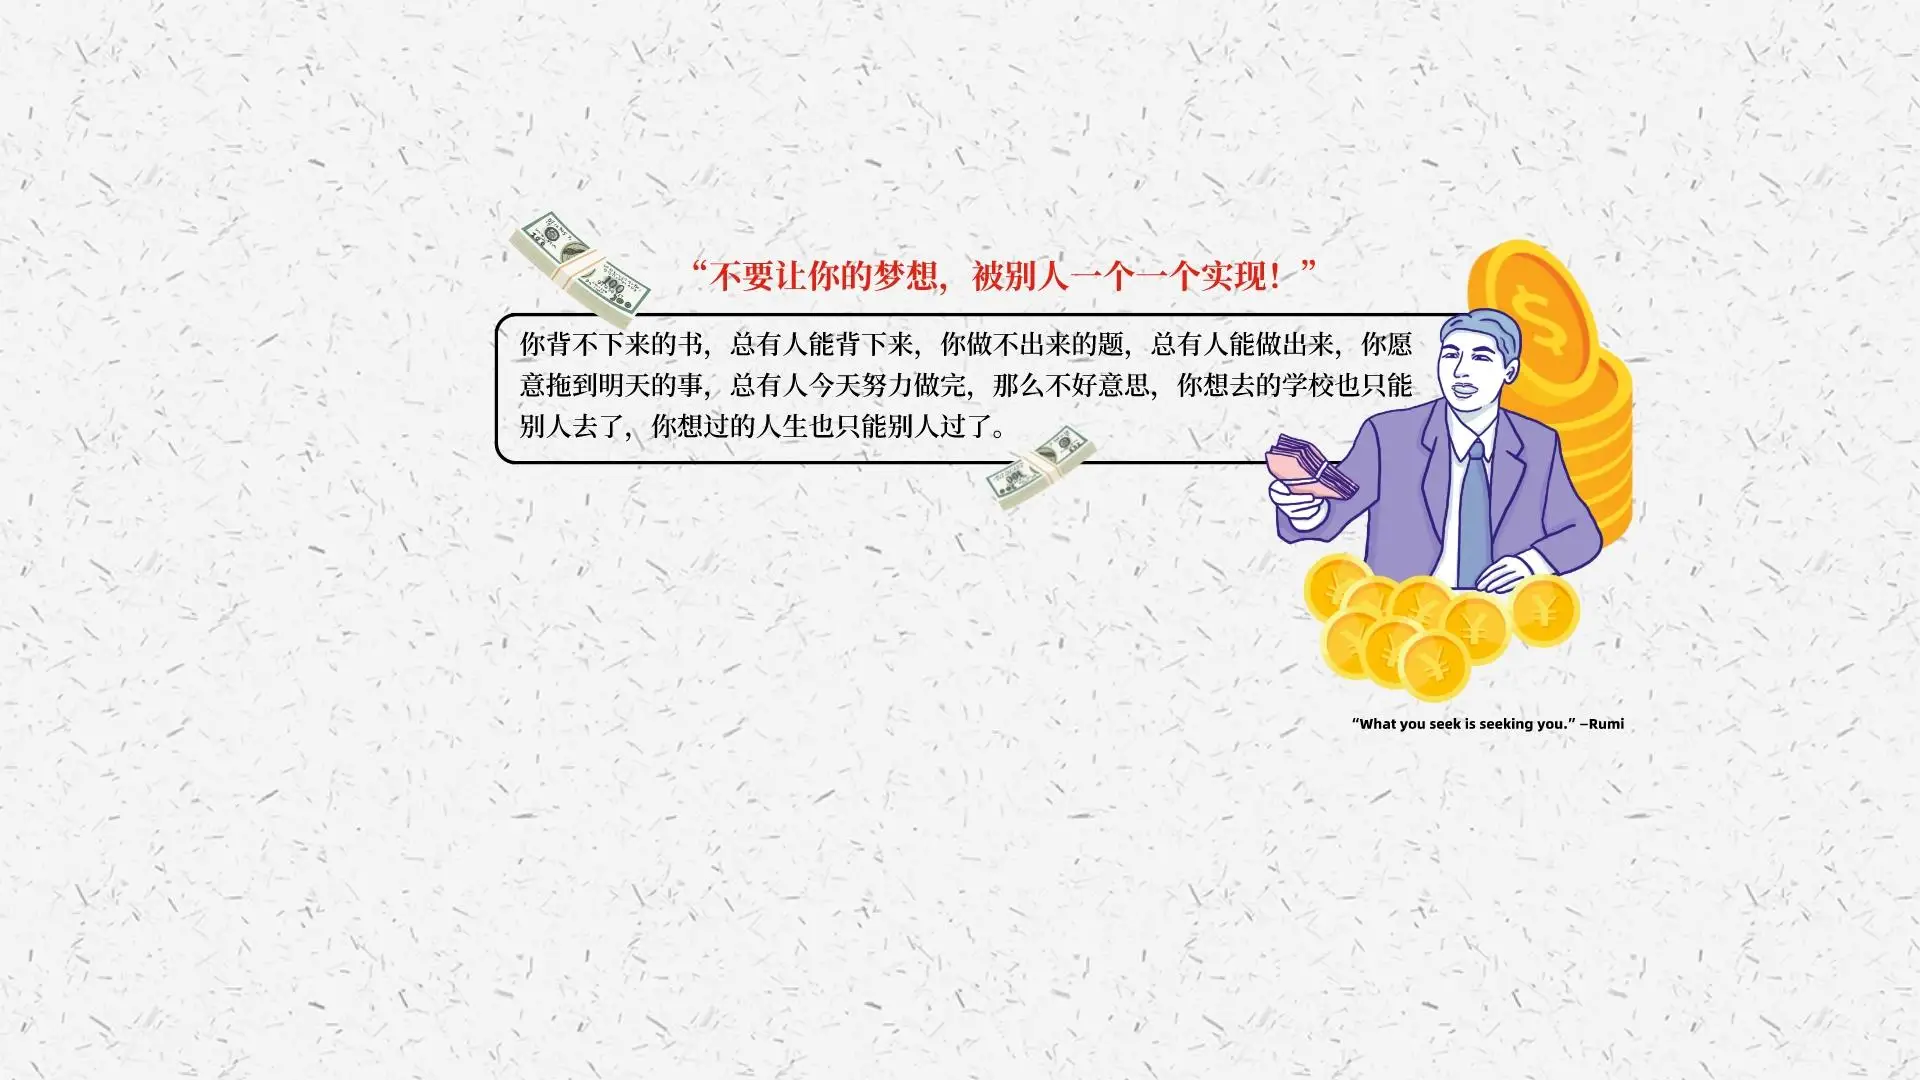 “不要让你的梦想，被别人一个一个实现！”
你背不下来的书，总有人能背下来，你做不出来的题，总有人能做出来，你愿
意拖到明天的事，总有人今天努力做完，那么不好意思，你想去的学校也只能
别人去了，你想过的人生也只能别人过了。
“What you seek is seeking you.” —Rumi